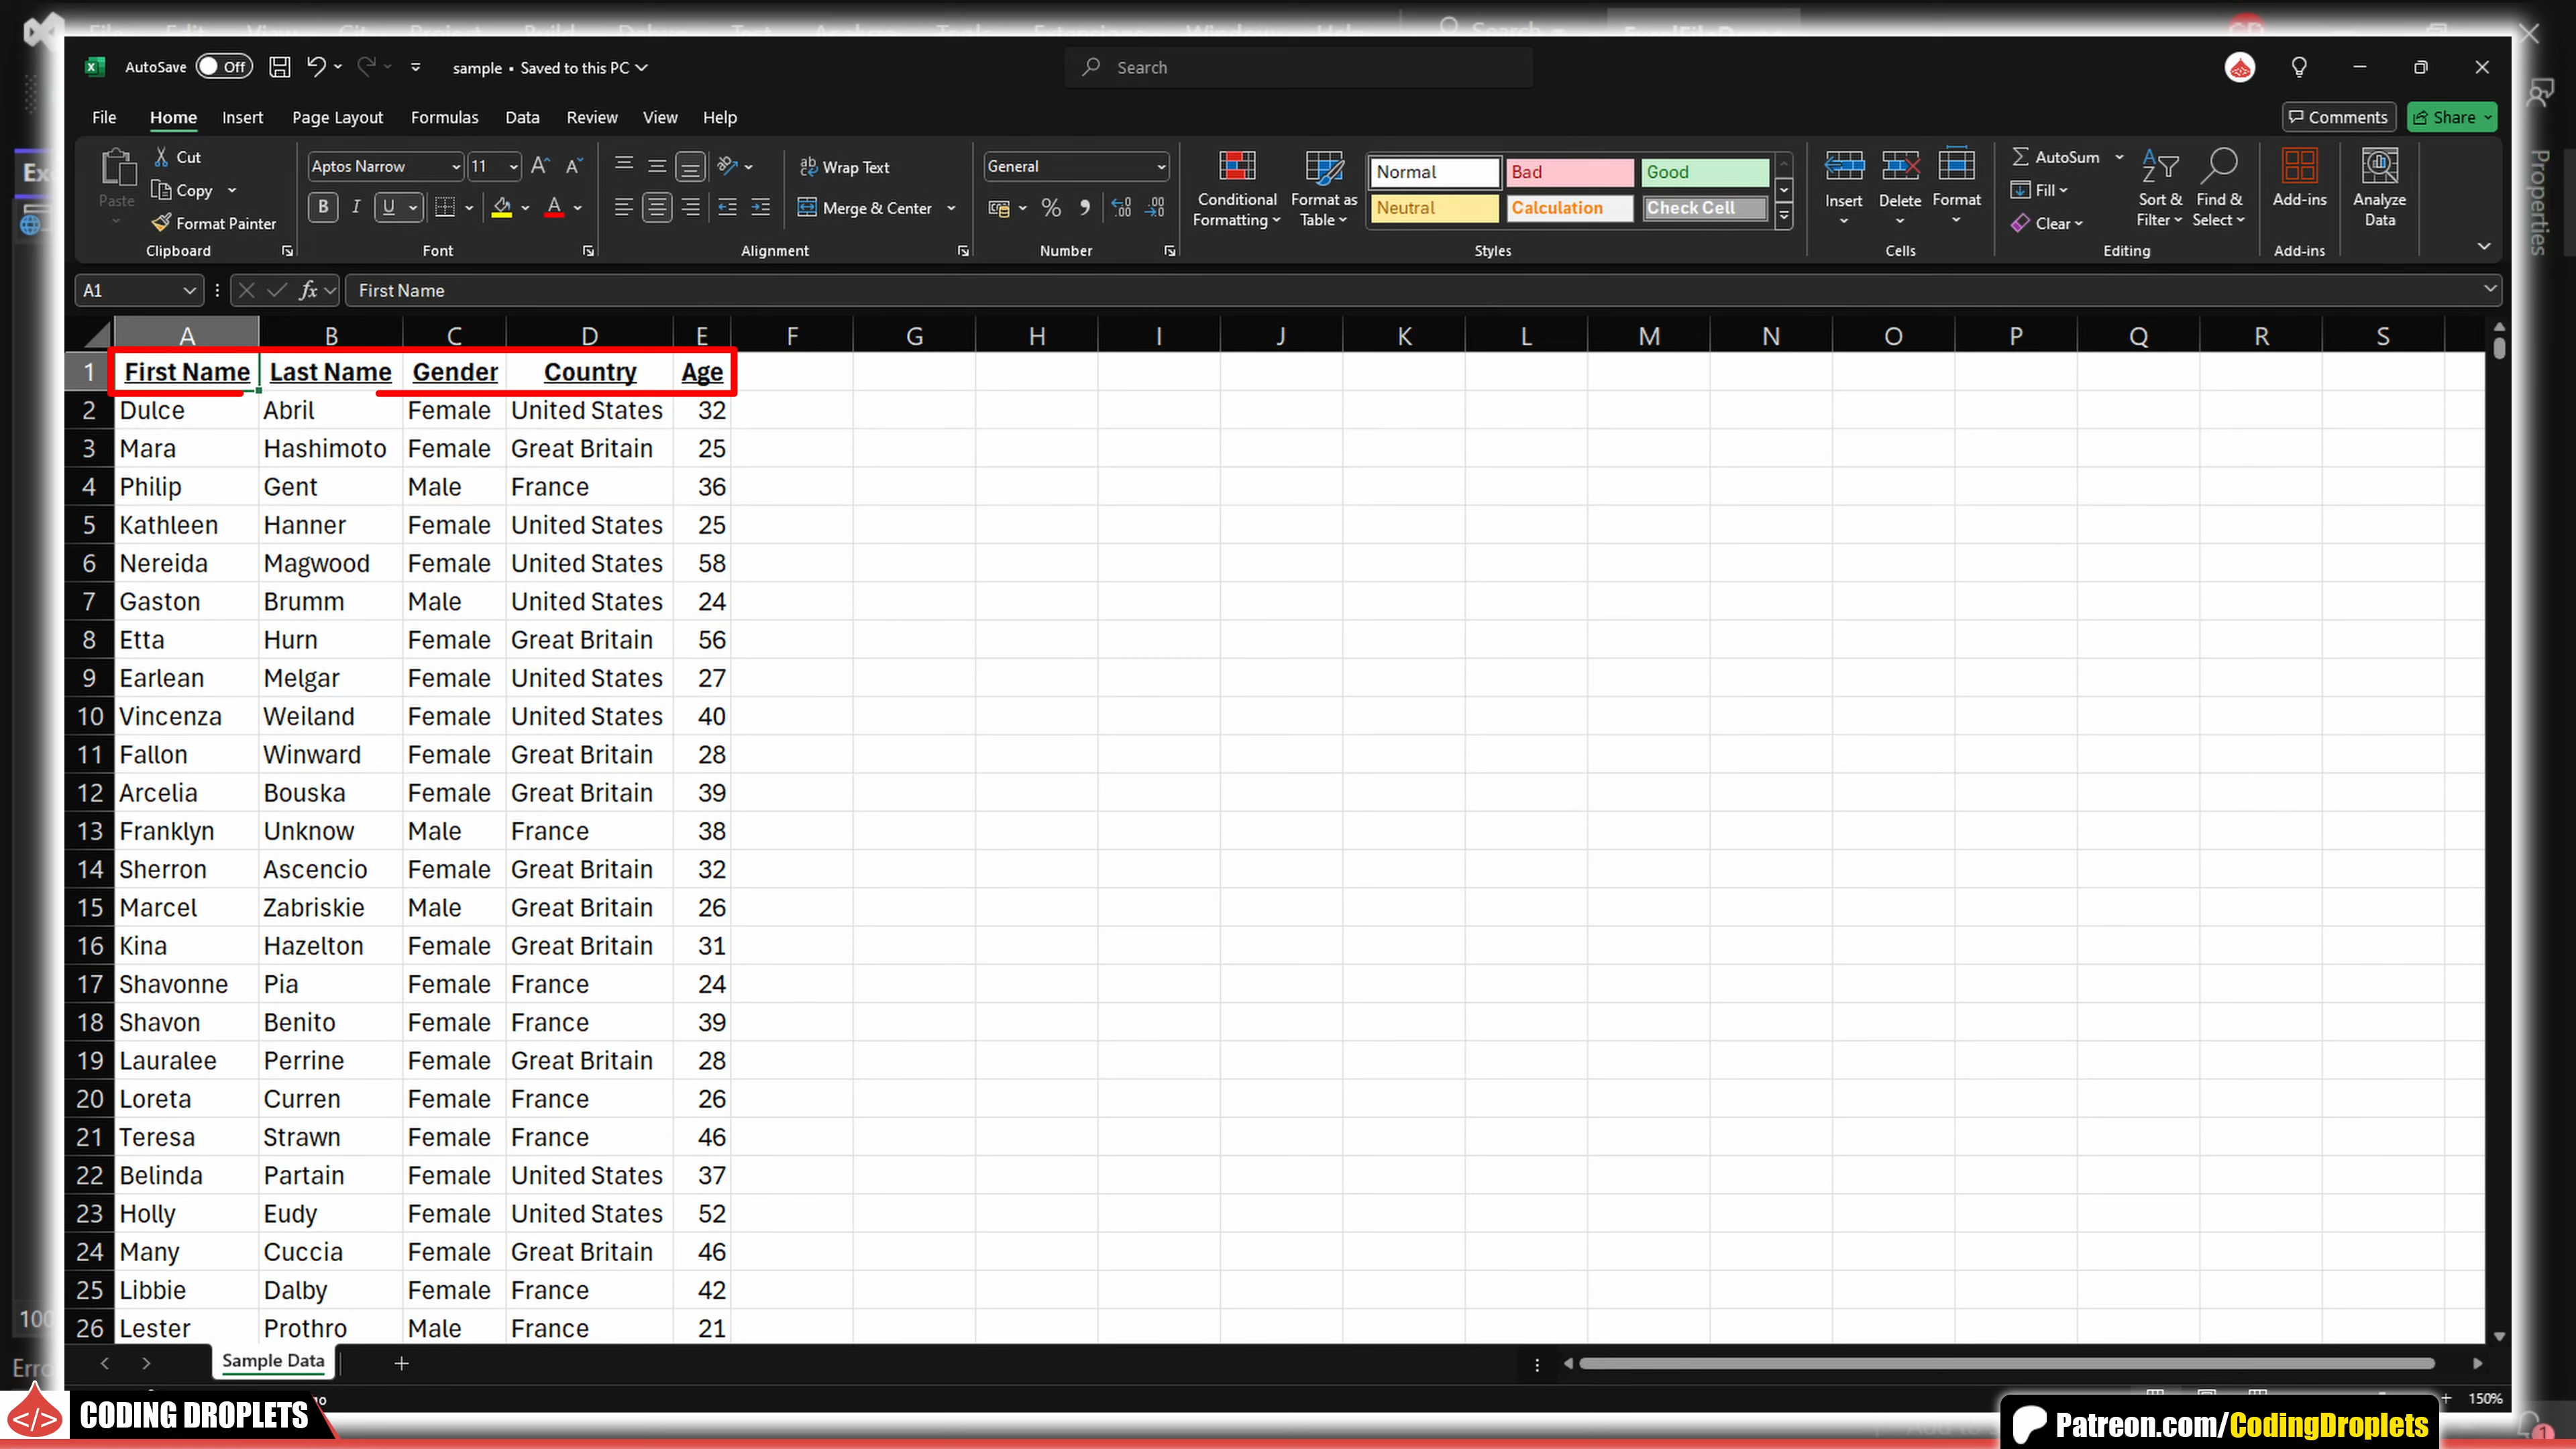 AutoSave Off sample • Saved to this PC Search
File Home Insert Page Layout Formulas Data Review View Help Comments Share
Paste Cut Copy Format Painter Clipboard
Aptos Narrow 11 B I U Font
Wrap Text Merge & Center Alignment
General Number
Conditional Formatting Format as Table
Normal Bad Good
Neutral Calculation Check Cell
Styles
Insert Delete Format Cells
AutoSum Fill Clear Sort & Filter Find & Select Editing
Add-ins Add-ins
Analyze Data
Properties
A1 fx First Name
A B C D E F G H I J K L M N O P Q R S
1 First Name Last Name Gender Country Age
2 Dulce Abril Female United States 32
3 Mara Hashimoto Female Great Britain 25
4 Philip Gent Male France 36
5 Kathleen Hanner Female United States 25
6 Nereida Magwood Female United States 58
7 Gaston Brumm Male United States 24
8 Etta Hurn Female Great Britain 56
9 Earlean Melgar Female United States 27
10 Vincenza Weiland Female United States 40
11 Fallon Winward Female Great Britain 28
12 Arcelia Bouska Female Great Britain 39
13 Franklyn Unknow Male France 38
14 Sherron Ascencio Female Great Britain 32
15 Marcel Zabriskie Male Great Britain 26
16 Kina Hazelton Female Great Britain 31
17 Shavonne Pia Female France 24
18 Shavon Benito Female France 39
19 Lauralee Perrine Female Great Britain 28
20 Loreta Curren Female France 26
21 Teresa Strawn Female France 46
22 Belinda Partain Female United States 37
23 Holly Eudy Female United States 52
24 Many Cuccia Female Great Britain 46
25 Libbie Dalby Female France 42
26 Lester Prothro Male France 21
Sample Data
150%
</> CODING DROPLETS
Patreon.com/CodingDroplets